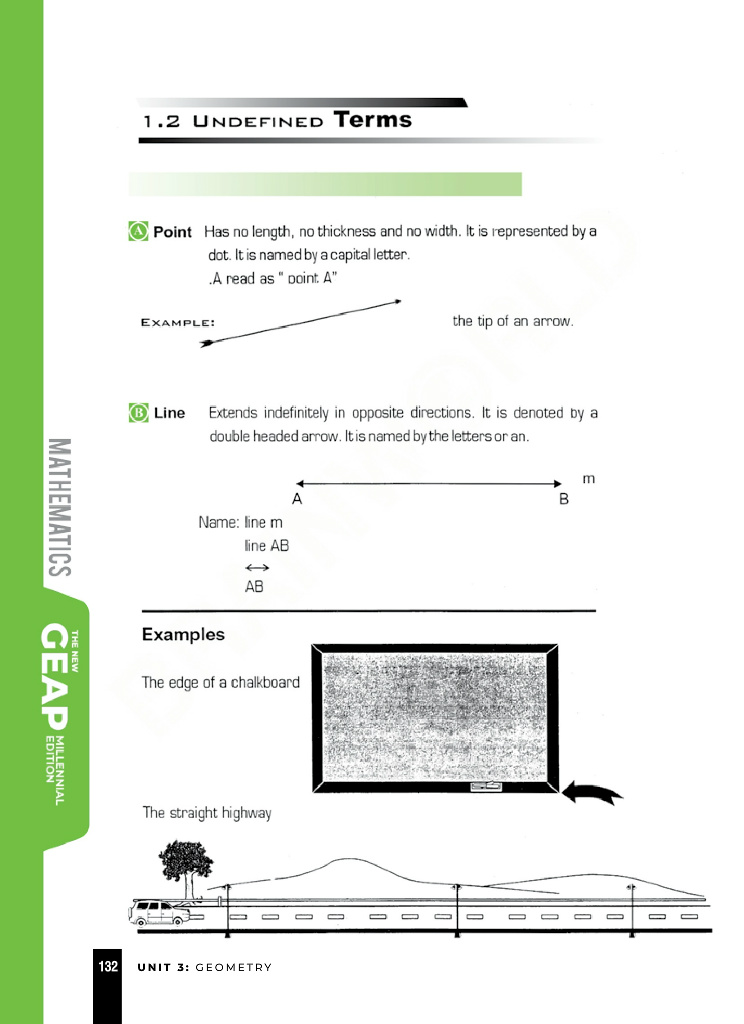 1.2 UNDEFINED Terms
A Point Has no length, no thickness and no width. It is represented by a
dot. It is named by a capital letter.
.A read as " point A"
EXAMPLE: the tip of an arrow.
B Line Extends indefinitely in opposite directions. It is denoted by a
double headed arrow. It is named by the letters or an.
m
A B
Name: line m
line AB
↔
AB
Examples
The edge of a chalkboard
The straight highway
MATHEMATICS
THE NEW
GEAP
MILLENNIAL
EDITION
132 UNIT 3: GEOMETRY